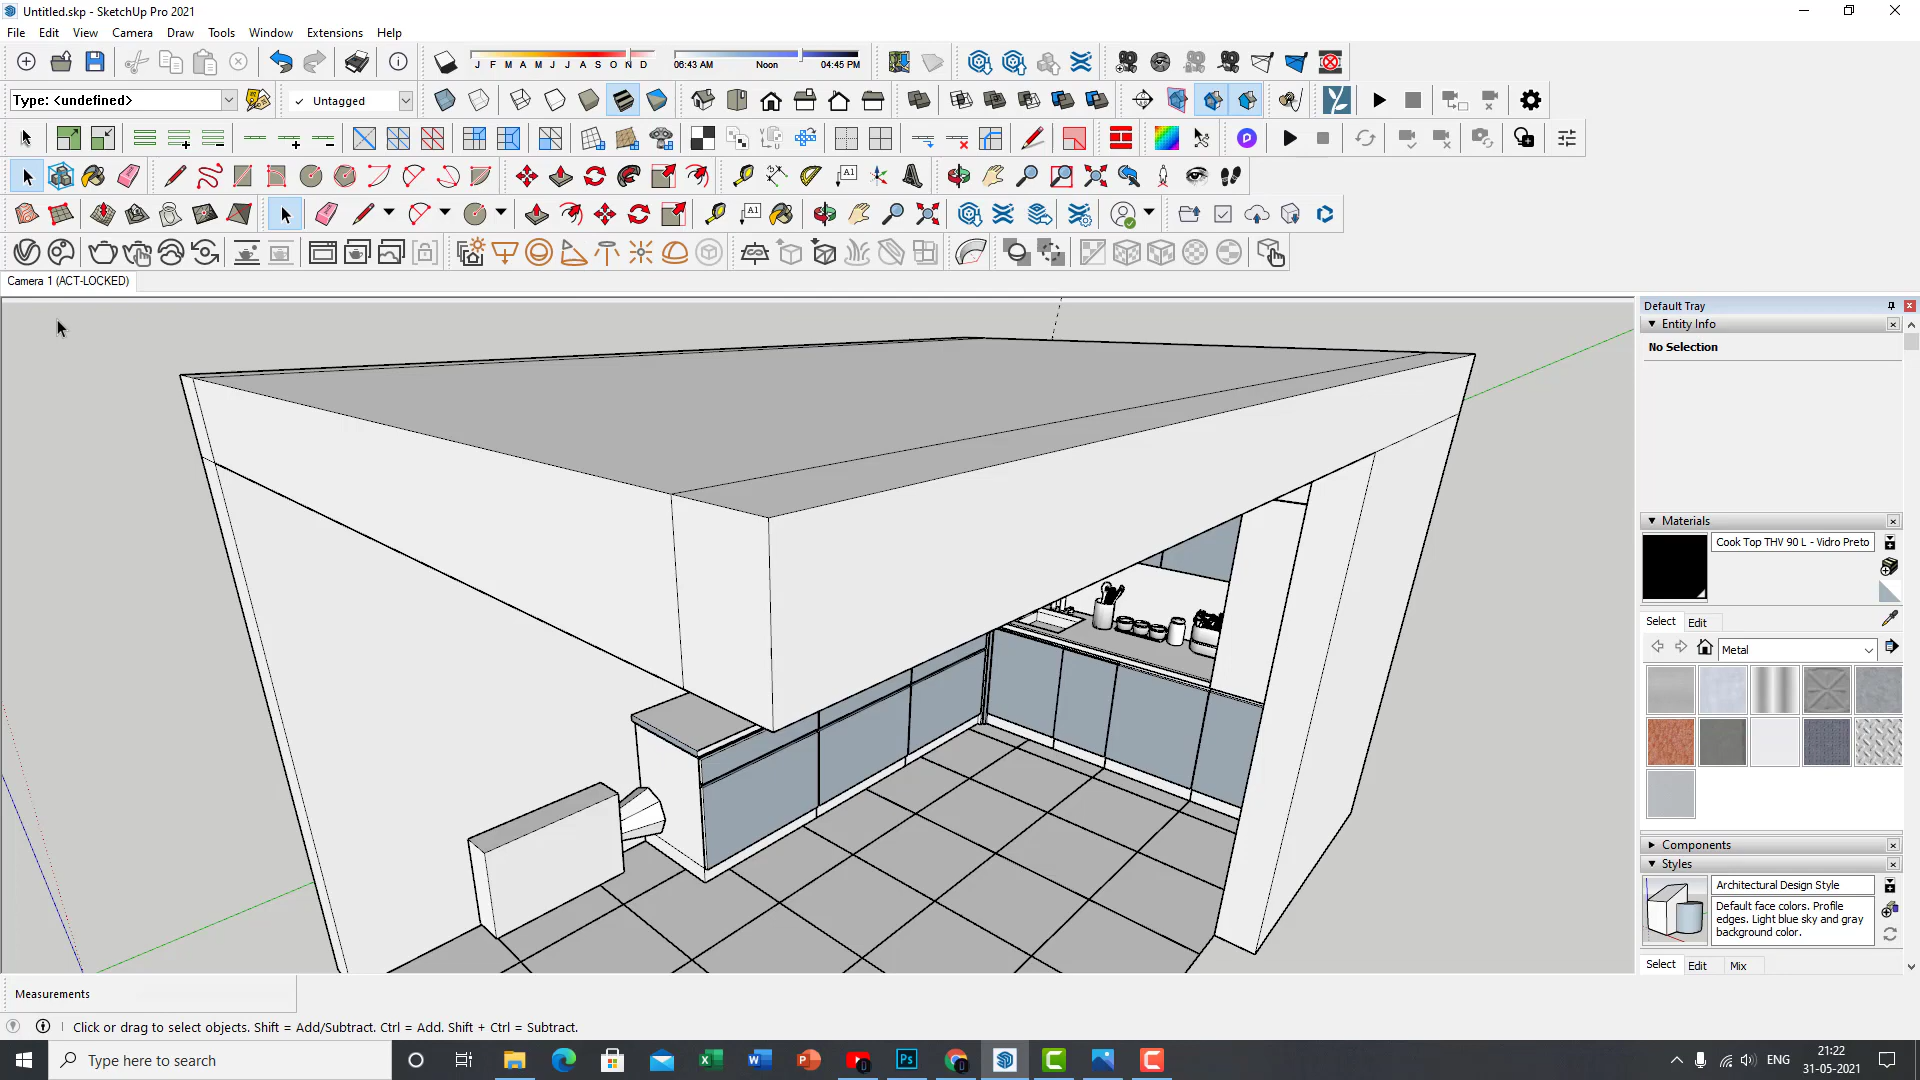 Untitled.skp - SketchUp Pro 2021
File Edit View Camera Draw Tools Window Extensions Help
J F M A M J J A S O N D 06:43 AM Noon 04:45 PM
Type: <undefined> ✓ Untagged
A1
A1
Camera 1 (ACT-LOCKED)
Default Tray
Entity Info
No Selection
Materials
Cook Top THV 90 L - Vidro Preto
Select Edit
Metal
Components
Styles
Architectural Design Style
Default face colors. Profile
edges. Light blue sky and gray
background color.
Select Edit Mix
Measurements
Click or drag to select objects. Shift = Add/Subtract. Ctrl = Add. Shift + Ctrl = Subtract.
Type here to search
Ps
ENG
21:22
31-05-2021